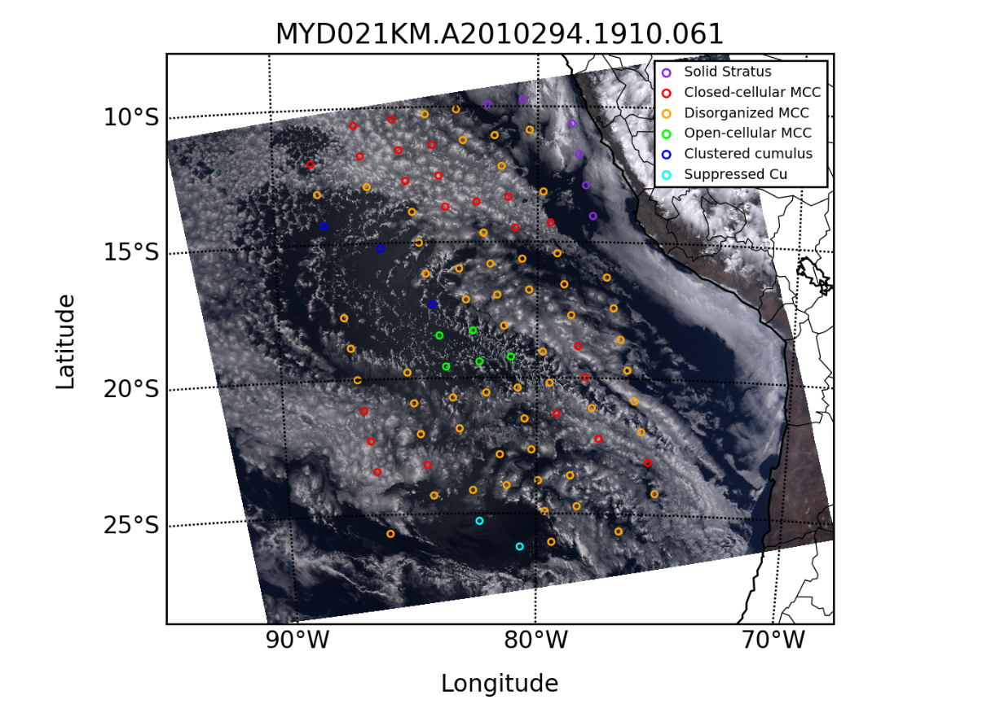 MYD021KM.A2010294.1910.061
Solid Stratus
Closed-cellular MCC
Disorganized MCC
Open-cellular MCC
Clustered cumulus
Suppressed Cu
10°S
15°S
20°S
25°S
Latitude
90°W 80°W 70°W
Longitude